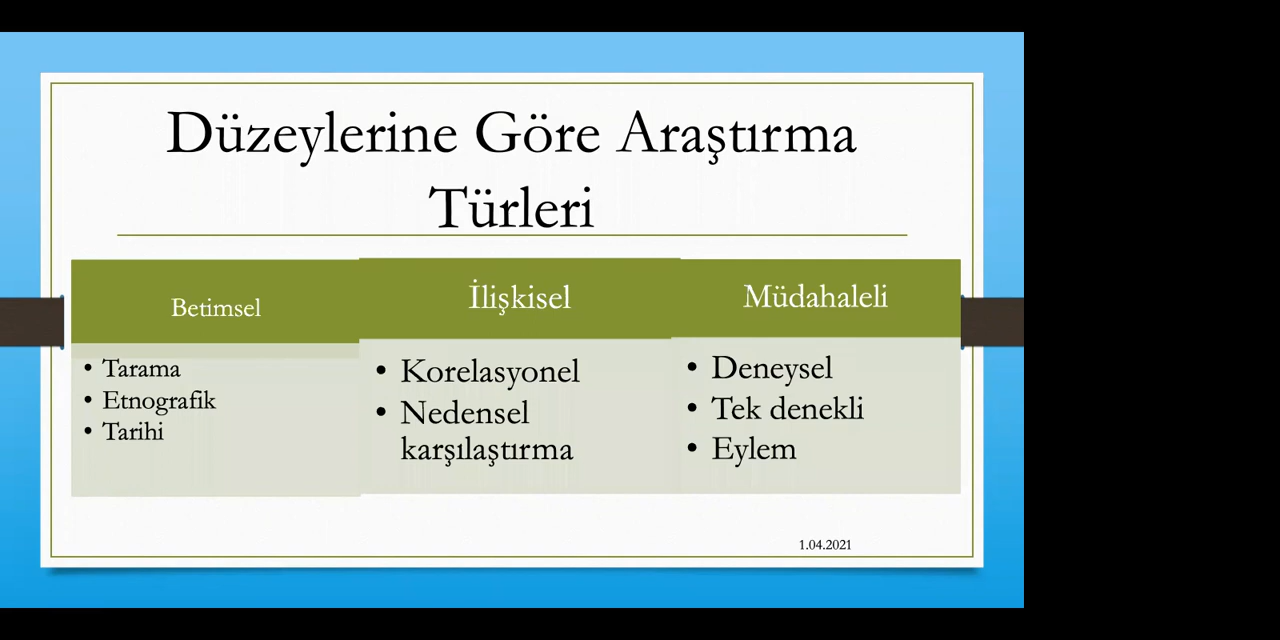 Düzeylerine Göre Araştırma
Türleri
Betimsel
• Tarama
• Etnografik
• Tarihi
İlişkisel
• Korelasyonel
• Nedensel
karşılaştırma
Müdahaleli
• Deneysel
• Tek denekli
• Eylem
1.04.2021